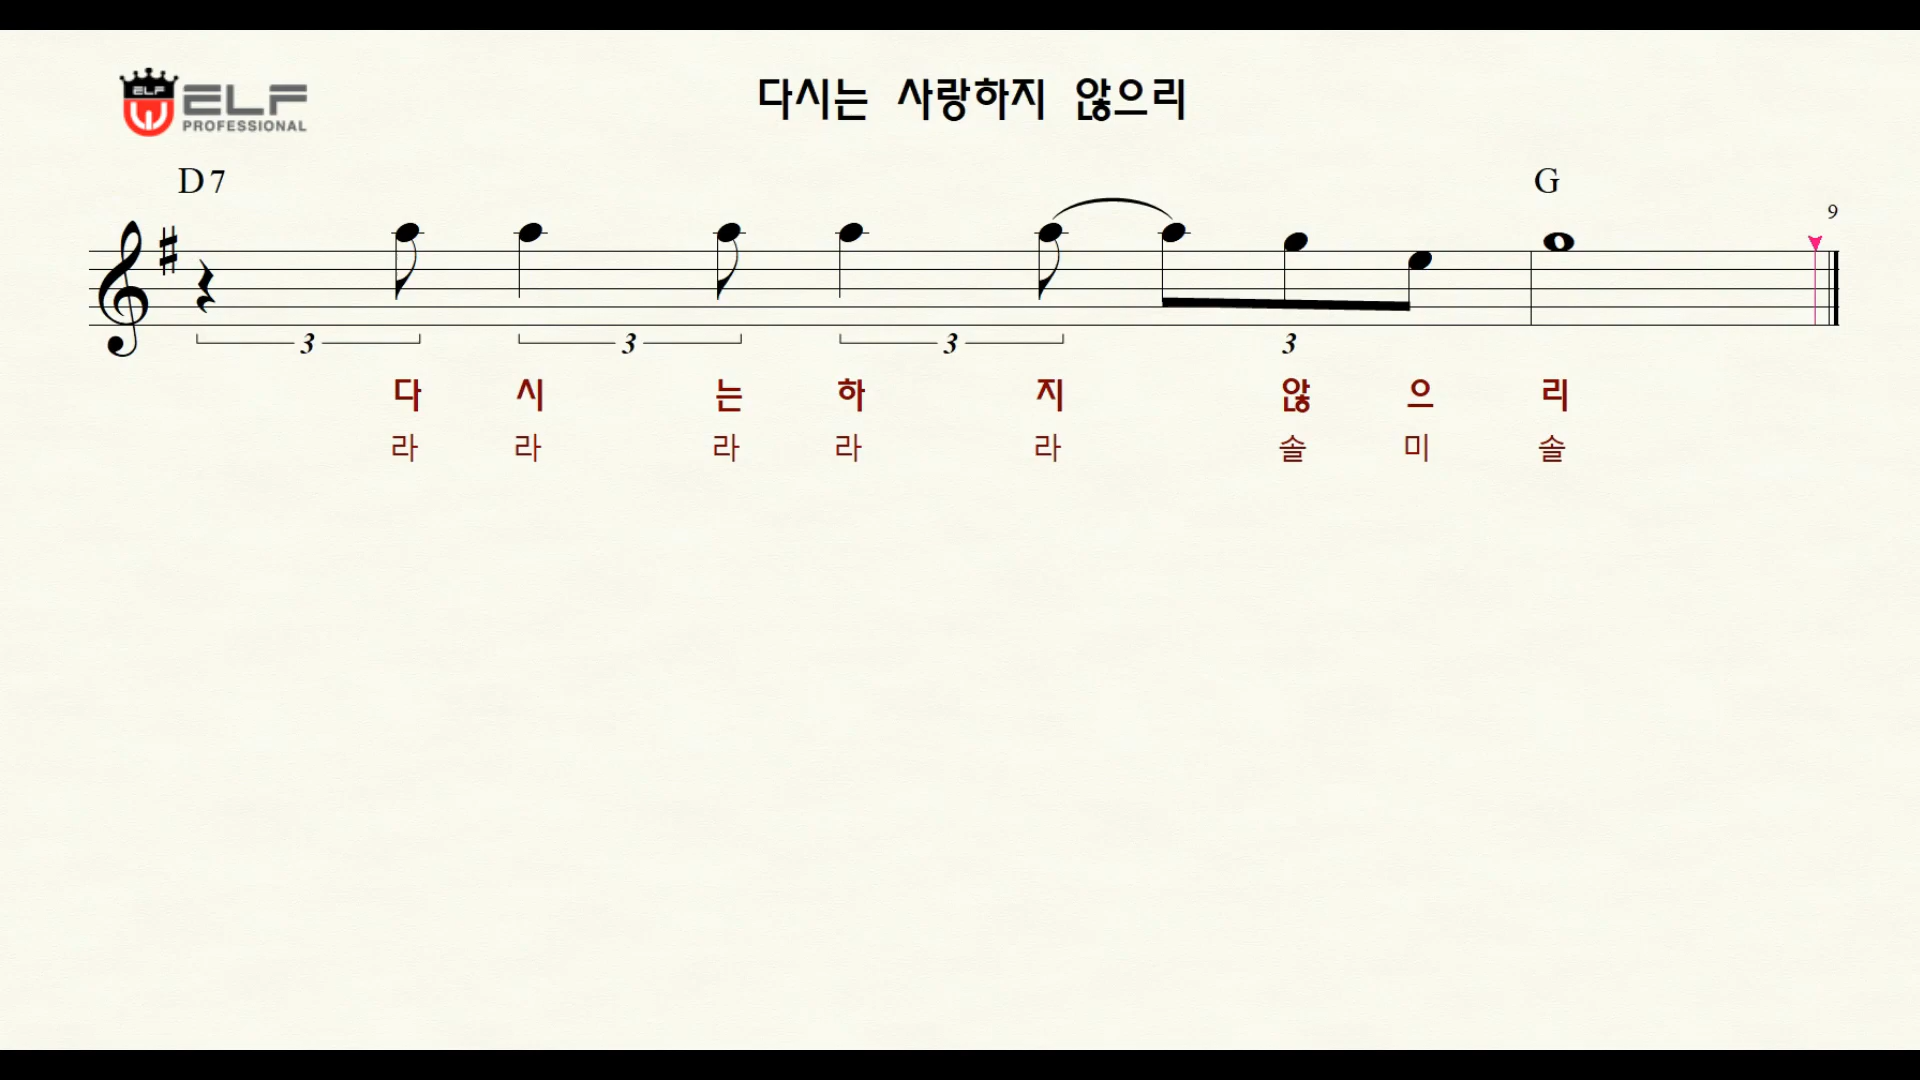 ELF
ELF
PROFESSIONAL
다시는 사랑하지 않으리
D7 G
9
3 3 3 3
다 시 는 하 지 않 으 리
라 라 라 라 라 솔 미 솔